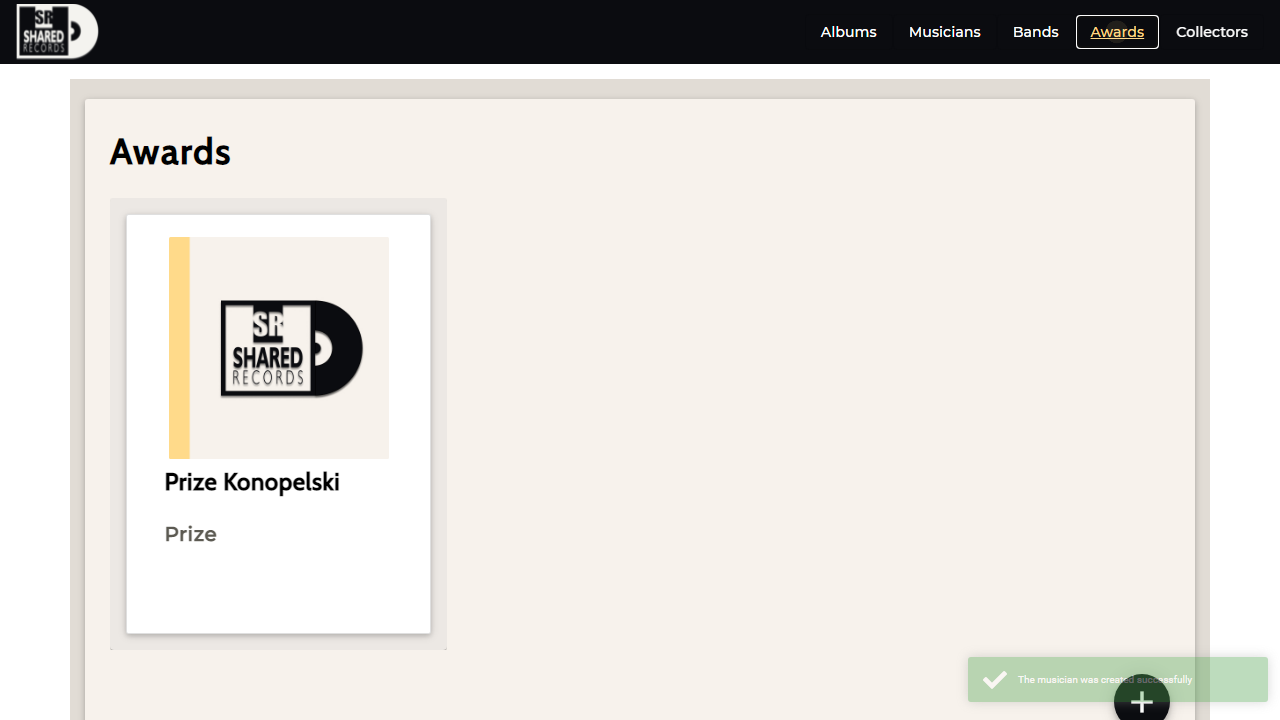 SR
SHARED
RECORDS
Albums
Musicians
Bands
Awards
Collectors
Awards
SR
SHARED
RECORDS
Prize Konopelski
Prize
The musician was created successfully